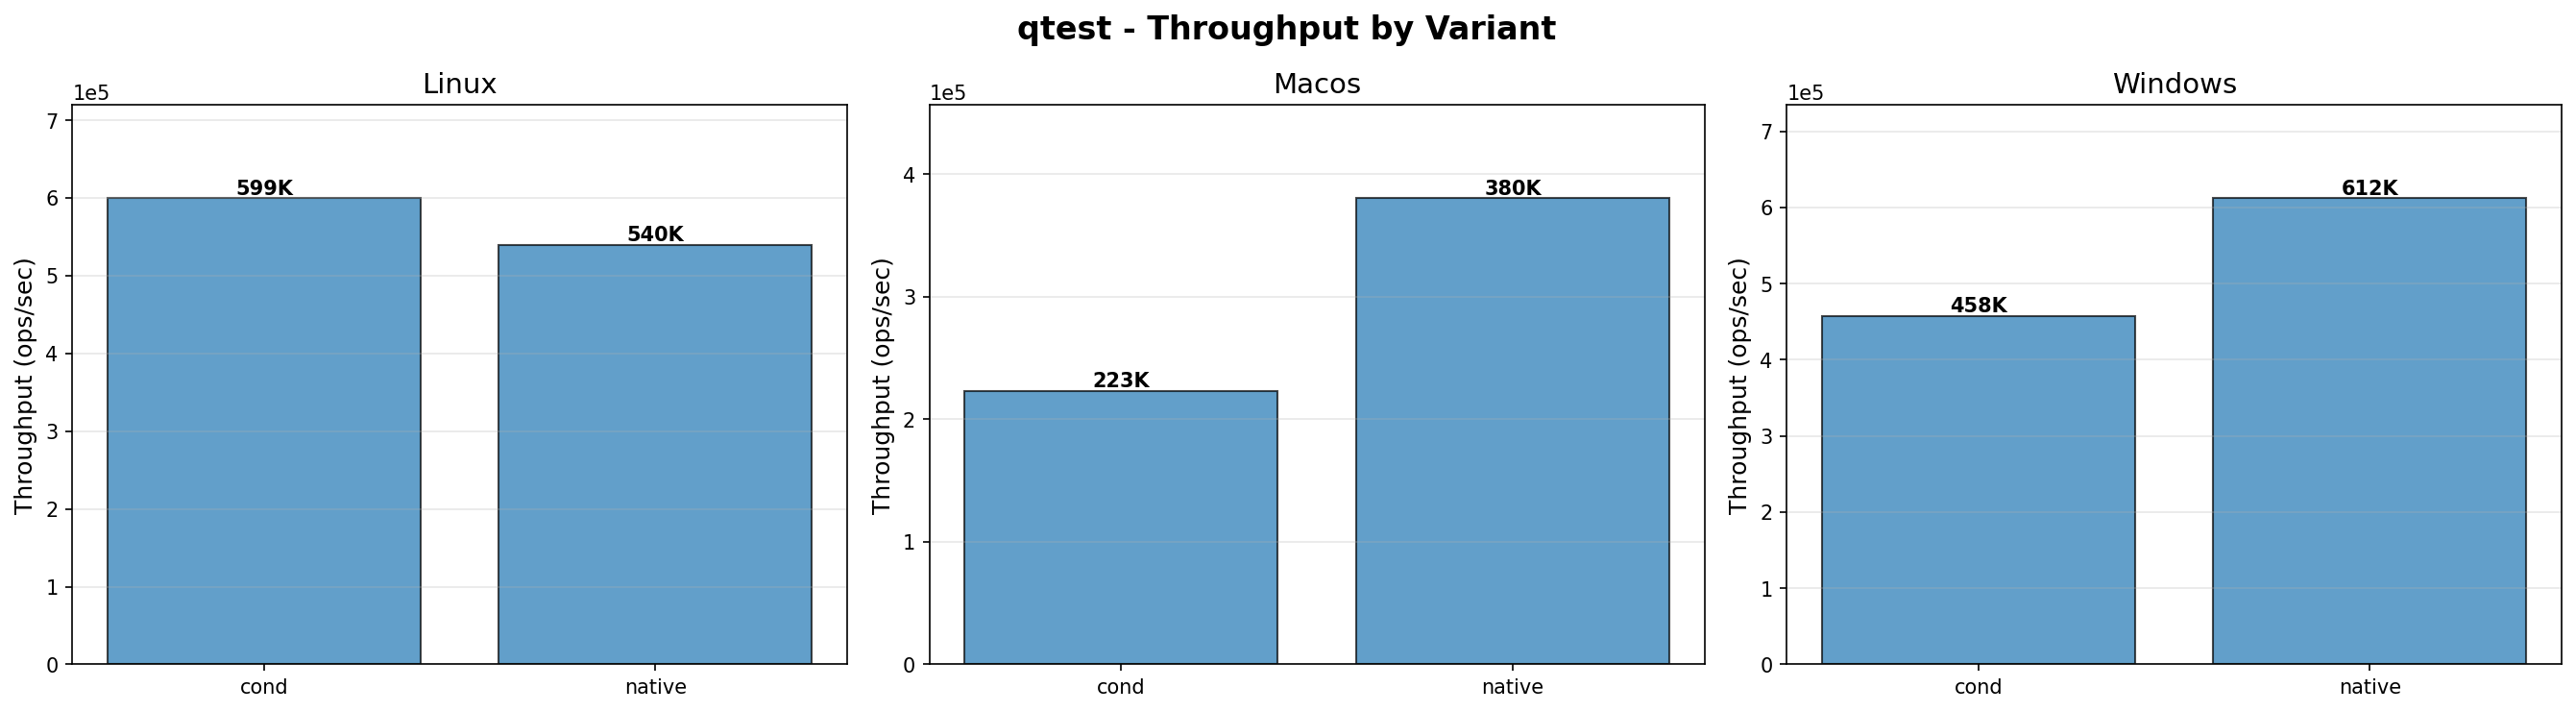 qtest - Throughput by Variant
Linux
1e5
Throughput (ops/sec)
7
6
5
4
3
2
1
0
599K
540K
cond
native
Macos
1e5
Throughput (ops/sec)
4
3
2
1
0
223K
380K
cond
native
Windows
1e5
Throughput (ops/sec)
7
6
5
4
3
2
1
0
458K
612K
cond
native